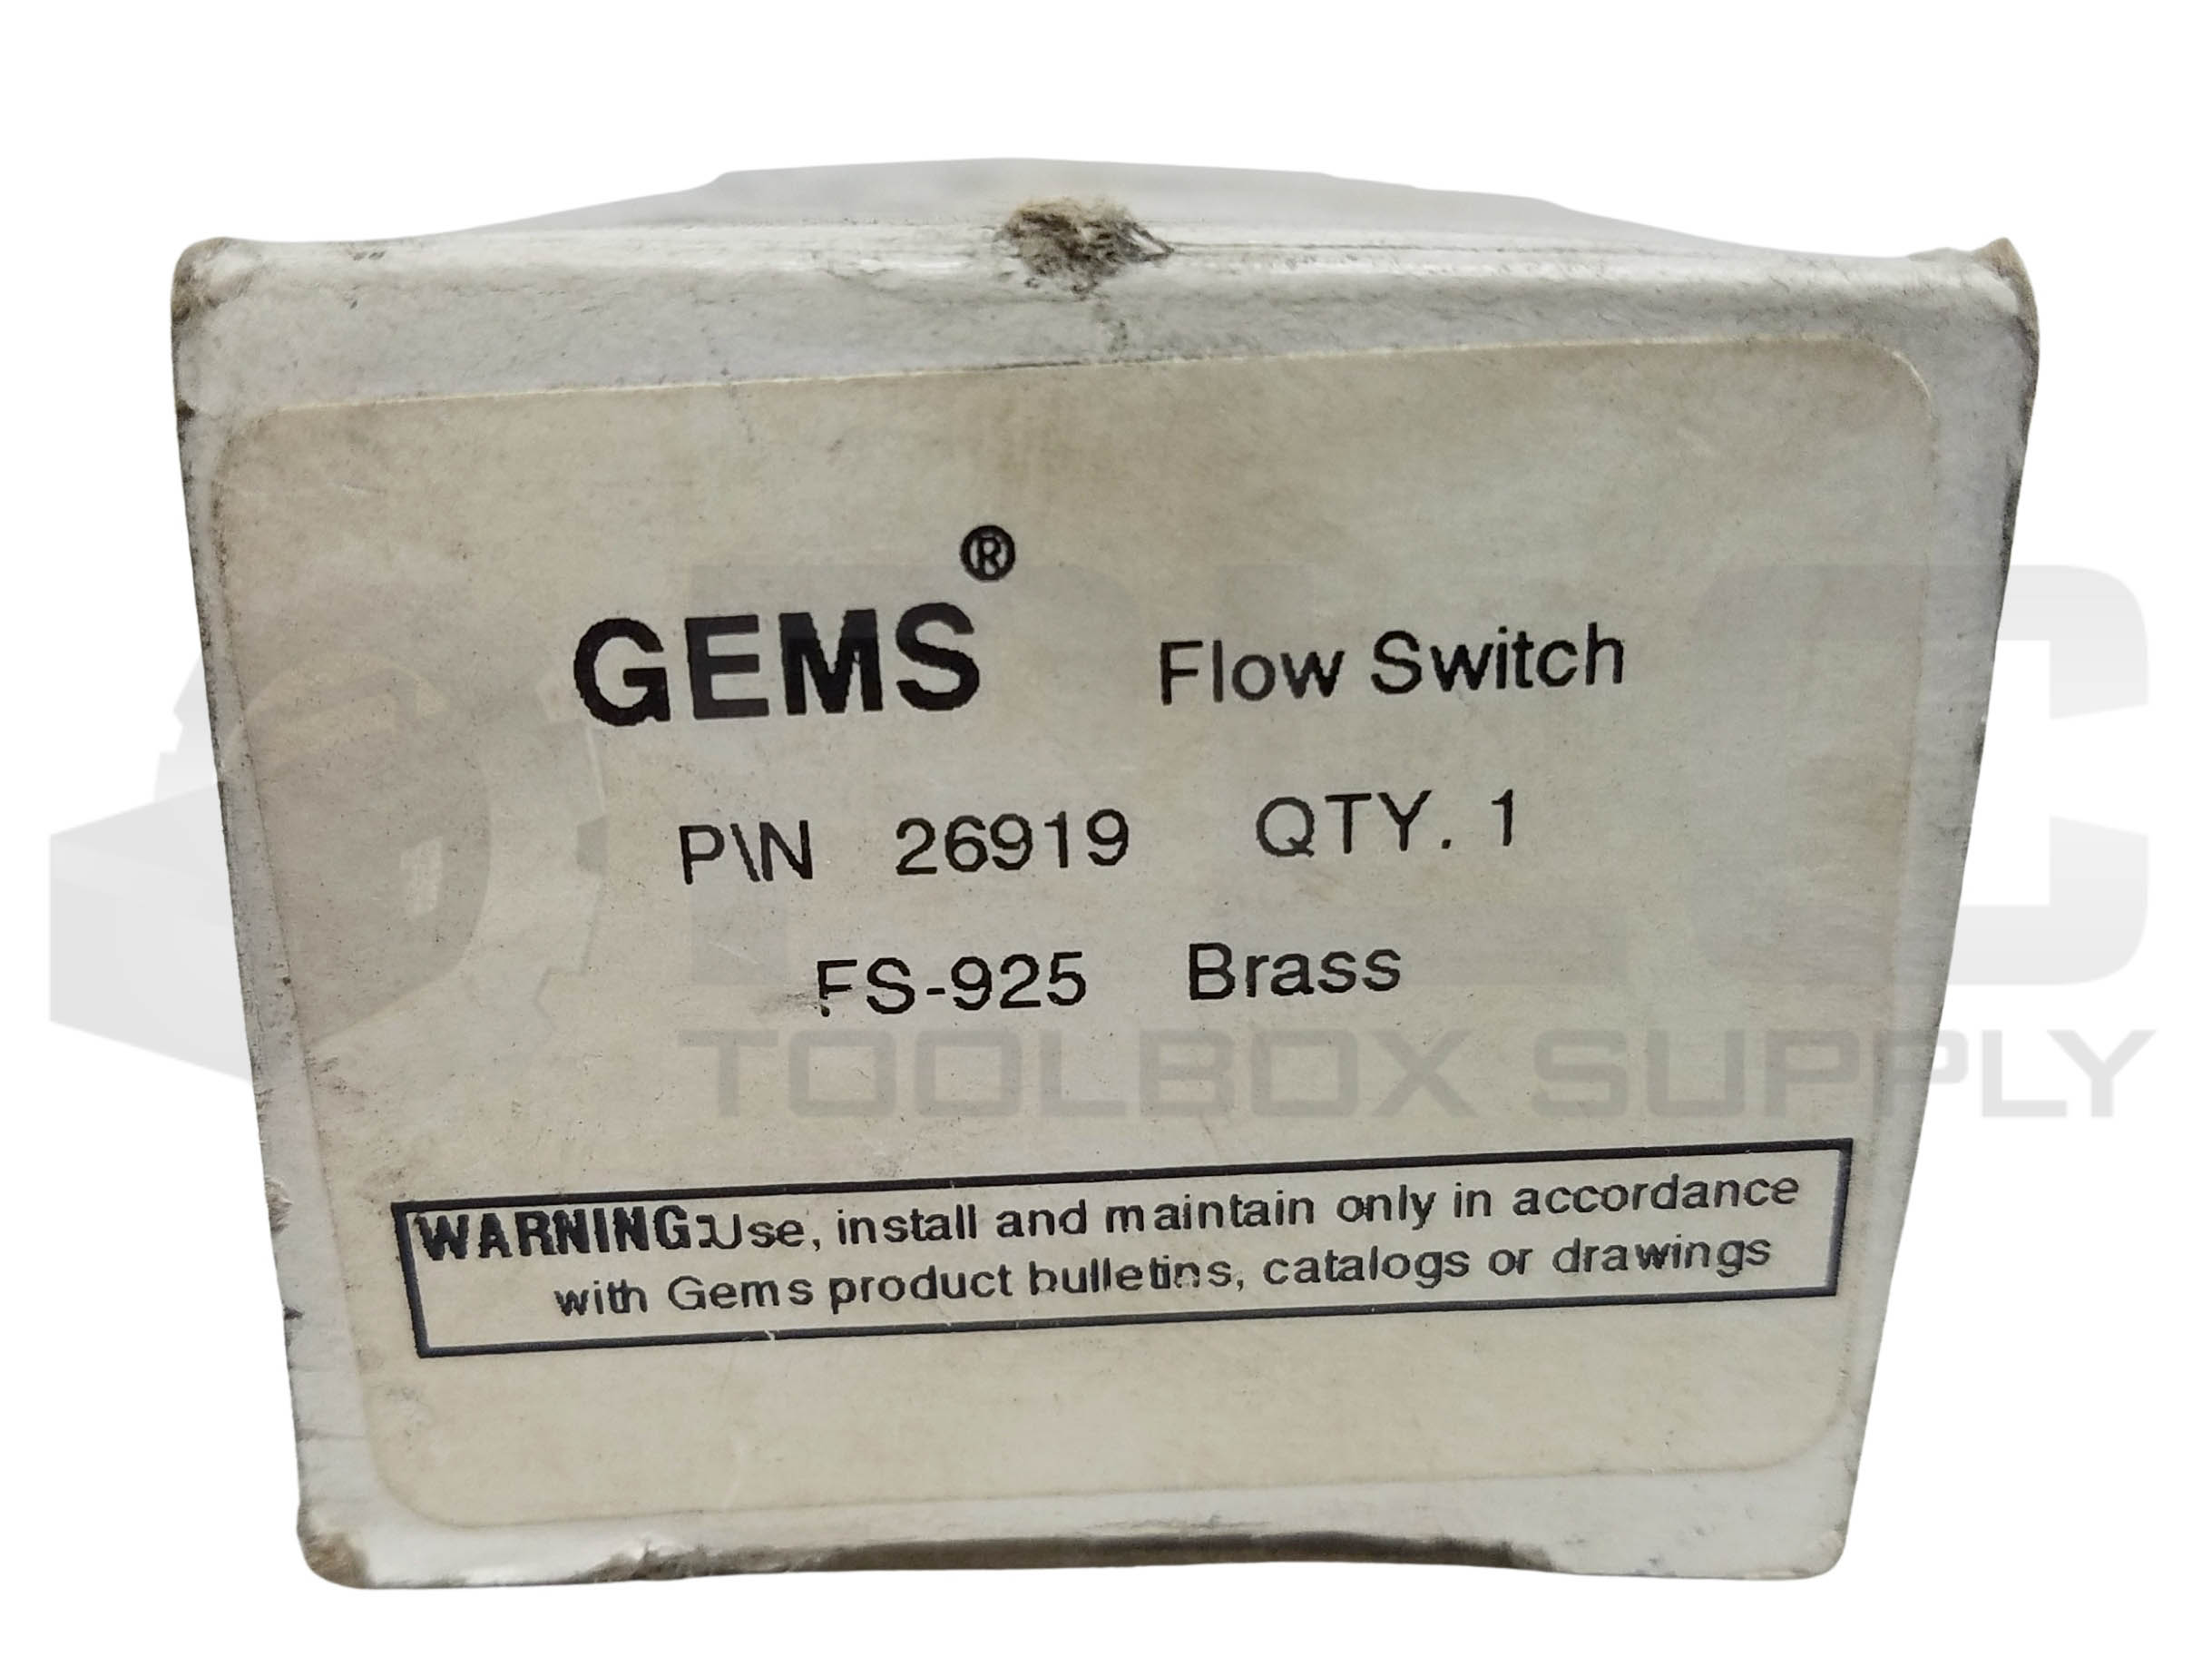 GEMS® Flow Switch
P\N 26919 QTY. 1
FS-925 Brass
PLC
TOOLBOX SUPPLY
WARNING: Use, install and maintain only in accordance
with Gems product bulletins, catalogs or drawings